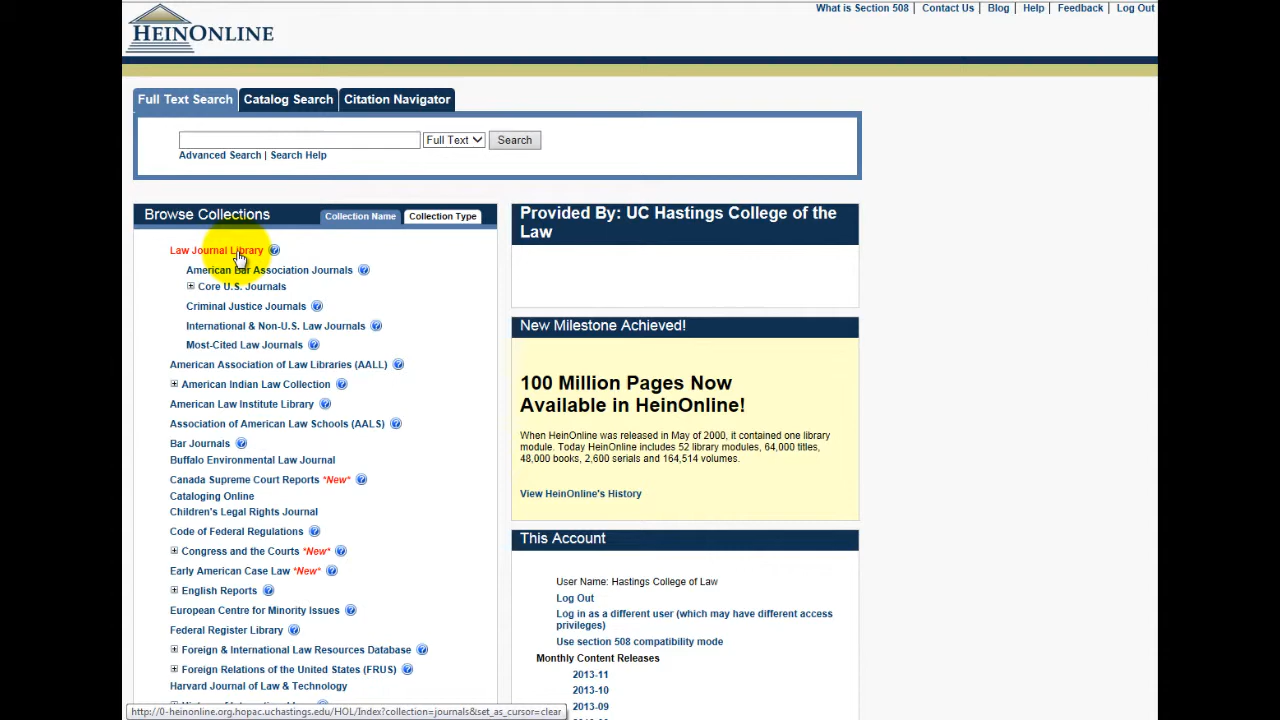 What is Section 508 | Contact Us | Blog | Help | Feedback | Log Out
HEINONLINE
Full Text Search
Catalog Search
Citation Navigator
Full Text
Search
Advanced Search | Search Help
Browse Collections
Collection Name
Collection Type
Law Journal Library
American Bar Association Journals
Core U.S. Journals
Criminal Justice Journals
International & Non-U.S. Law Journals
Most-Cited Law Journals
American Association of Law Libraries (AALL)
American Indian Law Collection
American Law Institute Library
Association of American Law Schools (AALS)
Bar Journals
Buffalo Environmental Law Journal
Canada Supreme Court Reports *New*
Cataloging Online
Children's Legal Rights Journal
Code of Federal Regulations
Congress and the Courts *New*
Early American Case Law *New*
English Reports
European Centre for Minority Issues
Federal Register Library
Foreign & International Law Resources Database
Foreign Relations of the United States (FRUS)
Harvard Journal of Law & Technology
http://0-heinonline.org.hopac.uchastings.edu/HOL/Index?collection=journals&set_as_cursor=clear
Provided By: UC Hastings College of the
Law
New Milestone Achieved!
100 Million Pages Now
Available in HeinOnline!
When HeinOnline was released in May of 2000, it contained one library
module. Today HeinOnline includes 52 library modules, 64,000 titles,
48,000 books, 2,600 serials and 164,514 volumes.
View HeinOnline's History
This Account
User Name: Hastings College of Law
Log Out
Log in as a different user (which may have different access
privileges)
Use section 508 compatibility mode
Monthly Content Releases
2013-11
2013-10
2013-09